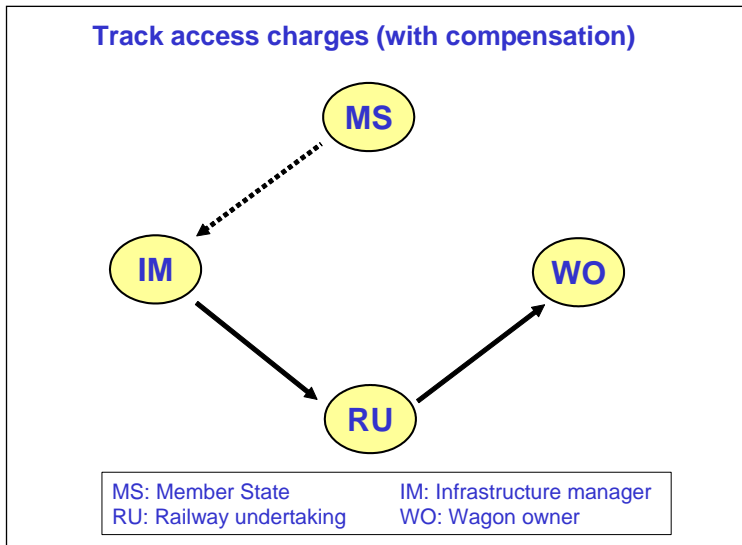 Track access charges (with compensation)
MS
IM
WO
RU
MS: Member State IM: Infrastructure manager
RU: Railway undertaking WO: Wagon owner